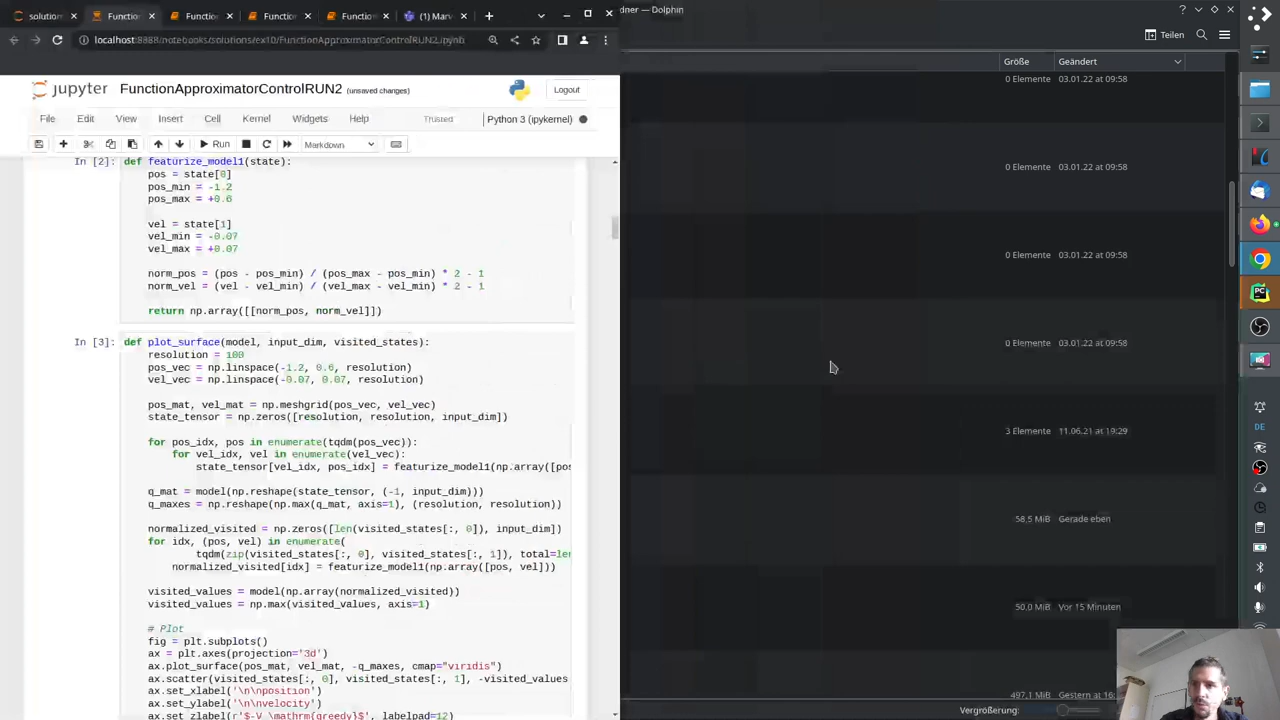 solution
Function
Function
Function
Function
(1) Marv
dner — Dolphin
localhost:8888/notebooks/solutions/ex10/FunctionApproximatorControlRUN2.ipynb
Teilen
jupyter FunctionApproximatorControlRUN2 (unsaved changes)
Logout
File Edit View Insert Cell Kernel Widgets Help
Trusted
Python 3 (ipykernel)
Run
Markdown
In [2]: def featurize_model1(state):
pos = state[0]
pos_min = -1.2
pos_max = +0.6
vel = state[1]
vel_min = -0.07
vel_max = +0.07
norm_pos = (pos - pos_min) / (pos_max - pos_min) * 2 - 1
norm_vel = (vel - vel_min) / (vel_max - vel_min) * 2 - 1
return np.array([[norm_pos, norm_vel]])
In [3]: def plot_surface(model, input_dim, visited_states):
resolution = 100
pos_vec = np.linspace(-1.2, 0.6, resolution)
vel_vec = np.linspace(-0.07, 0.07, resolution)
pos_mat, vel_mat = np.meshgrid(pos_vec, vel_vec)
state_tensor = np.zeros([resolution, resolution, input_dim])
for pos_idx, pos in enumerate(tqdm(pos_vec)):
for vel_idx, vel in enumerate(vel_vec):
state_tensor[vel_idx, pos_idx] = featurize_model1(np.array([pos
q_mat = model(np.reshape(state_tensor, (-1, input_dim)))
q_maxes = np.reshape(np.max(q_mat, axis=1), (resolution, resolution))
normalized_visited = np.zeros([len(visited_states[:, 0]), input_dim])
for idx, (pos, vel) in enumerate(
tqdm(zip(visited_states[:, 0], visited_states[:, 1]), total=len
normalized_visited[idx] = featurize_model1(np.array([pos, vel]))
visited_values = model(np.array(normalized_visited))
visited_values = np.max(visited_values, axis=1)
# Plot
fig = plt.subplots()
ax = plt.axes(projection='3d')
ax.plot_surface(pos_mat, vel_mat, -q_maxes, cmap="viridis")
ax.scatter(visited_states[:, 0], visited_states[:, 1], -visited_values
ax.set_xlabel('\n\nposition')
ax.set_ylabel('\n\nvelocity')
ax.set_zlabel(r'$-V_\mathrm{greedy}$', labelpad=12)
Größe Geändert
0 Elemente 03.01.22 at 09:58
0 Elemente 03.01.22 at 09:58
0 Elemente 03.01.22 at 09:58
0 Elemente 03.01.22 at 09:58
3 Elemente 11.06.21 at 19:29
58,5 MiB Gerade eben
50,0 MiB Vor 15 Minuten
497,1 MiB Gestern at 16:
Vergrößerung:
PC
DE